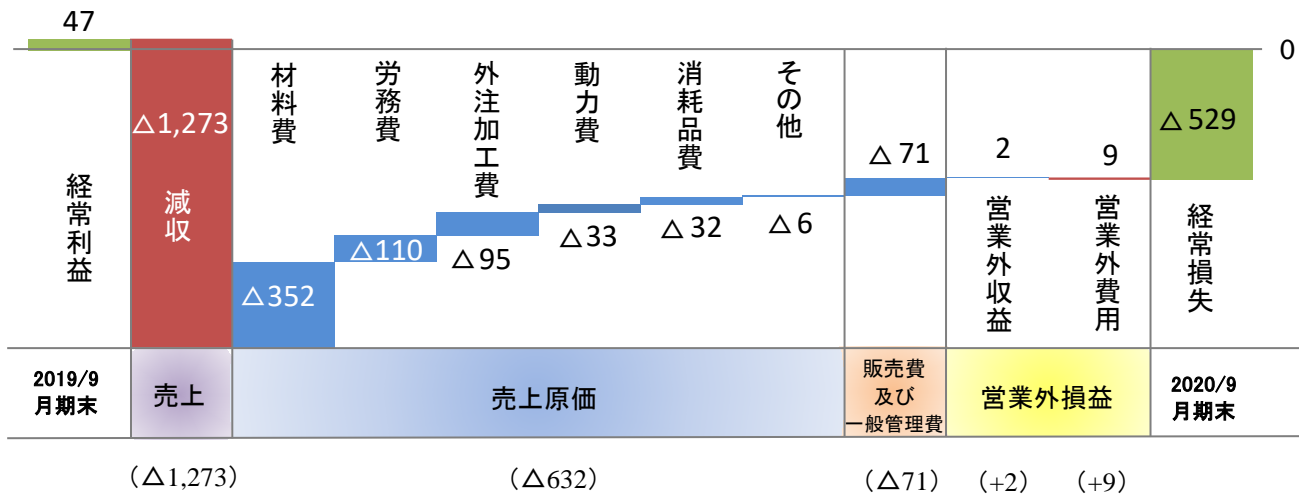 47
0
経常利益
△1,273
減収
材料費
△352
労務費
△110
外注加工費
△95
動力費
△33
消耗品費
△32
その他
△6
△71
2
営業外収益
9
営業外費用
△529
経常損失
2019/9
月期末
売上
売上原価
販売費
及び
一般管理費
営業外損益
2020/9
月期末
（△1,273）
（△632）
（△71）
（+2）
（+9）